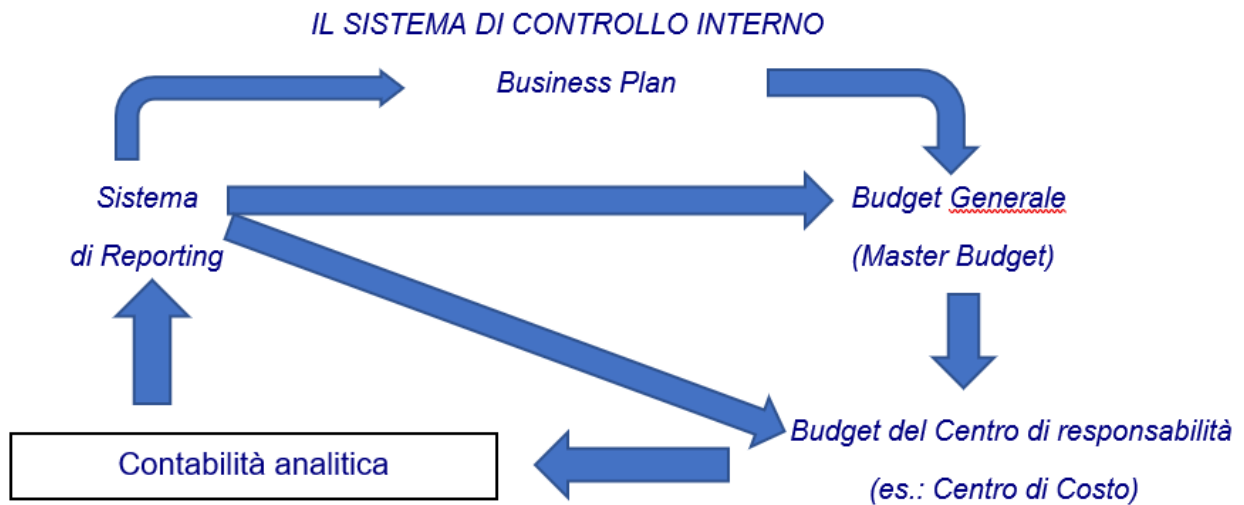 IL SISTEMA DI CONTROLLO INTERNO
Business Plan
Sistema
di Reporting
Budget Generale
(Master Budget)
Contabilità analitica
Budget del Centro di responsabilità
(es.: Centro di Costo)